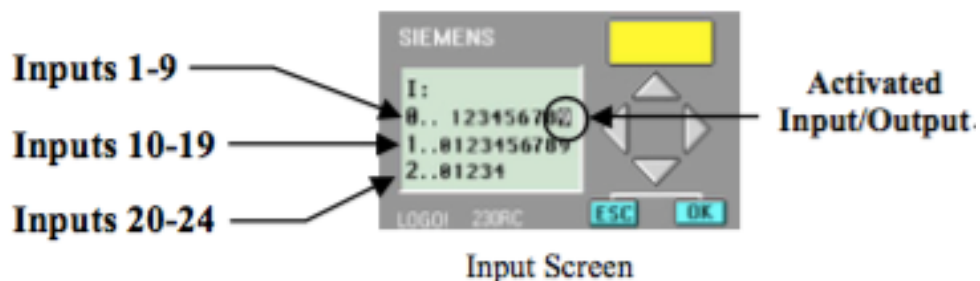 SIEMENS
Inputs 1-9
Inputs 10-19
Inputs 20-24
I:
0.. 123456789
1..0123456789
2..01234
Activated
Input/Output
ESC
OK
LOGO! 230RC
Input Screen